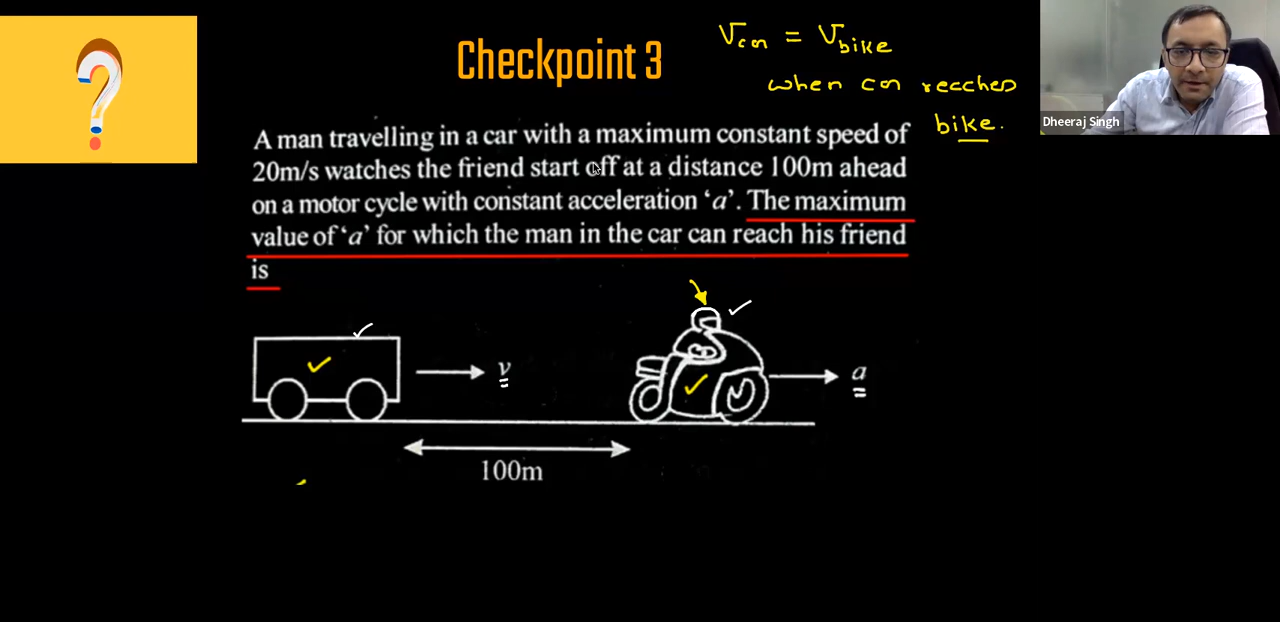 Checkpoint 3
V_car = V_bike
when car reaches
bike.
Dheeraj Singh
A man travelling in a car with a maximum constant speed of
20m/s watches the friend start off at a distance 100m ahead
on a motor cycle with constant acceleration ‘a’. The maximum
value of ‘a’ for which the man in the car can reach his friend
is
v
a
100m